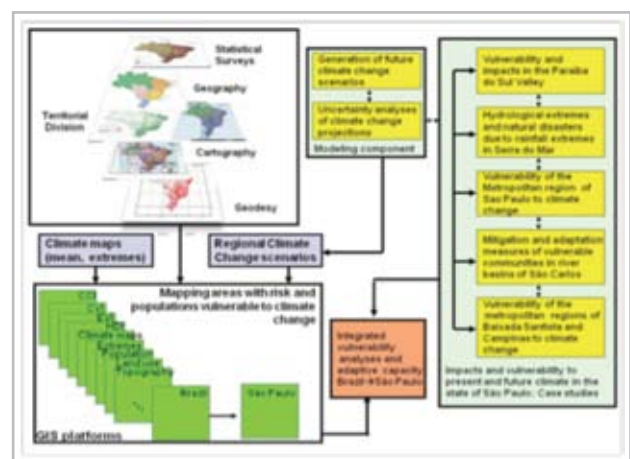 Statistical
Surveys
Geography
Territorial
Division
Cartography
Geodesy
Generation of future
climate change
scenarios
Uncertainty analyses
of climate change
projections
Modeling component
Vulnerability and
impacts in the Paraiba
do Sul Valley
Hydrological extremes
and natural disasters
due to rainfall extremes
in Serra do Mar
Vulnerability of the
Metropolitan region of
Sao Paulo to climate
change
Mitigation and adaptation
measures of vulnerable
communities in river
basins of São Carlos
Vulnerability of the
metropolitan regions of
Baixada Santista and
Campinas to climate
change
Impacts and vulnerability to
present and future climate in the
state of São Paulo; Case studies
Climate maps
(mean, extremes)
Regional Climate
Change scenarios
Mapping areas with risk and
populations vulnerable to climate
change
Climate maps
Extremes
Population
Land use
Topography
Brazil
São Paulo
GIS platforms
Integrated
vulnerability
analyses and
adaptive capacity
Brazil→São Paulo